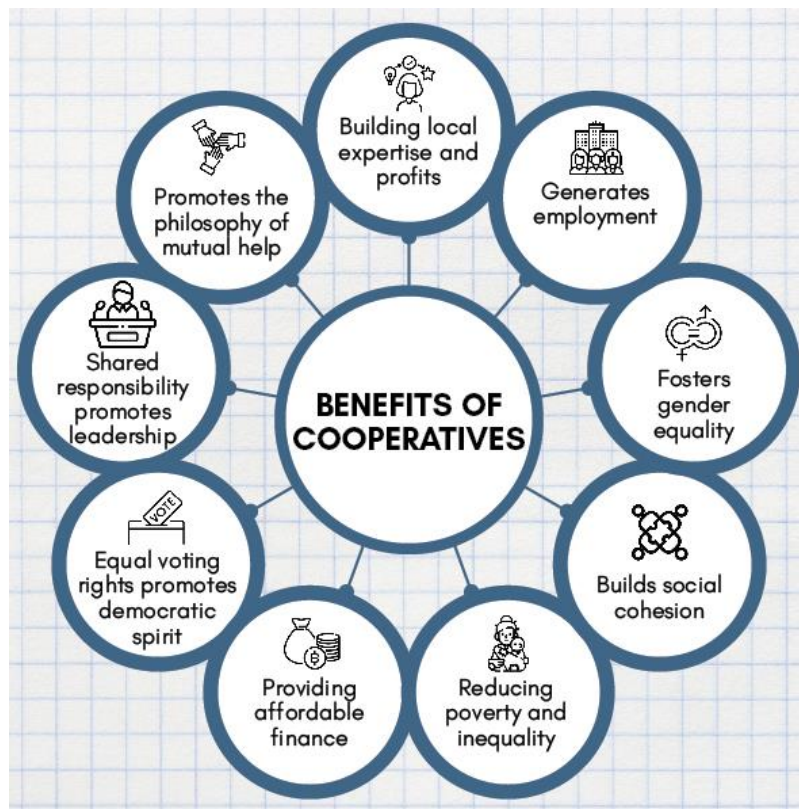 BENEFITS OF
COOPERATIVES
Building local
expertise and
profits
Generates
employment
Fosters
gender
equality
Builds social
cohesion
Reducing
poverty and
inequality
Providing
affordable
finance
VOTE
Equal voting
rights promotes
democratic
spirit
Shared
responsibility
promotes
leadership
Promotes the
philosophy of
mutual help